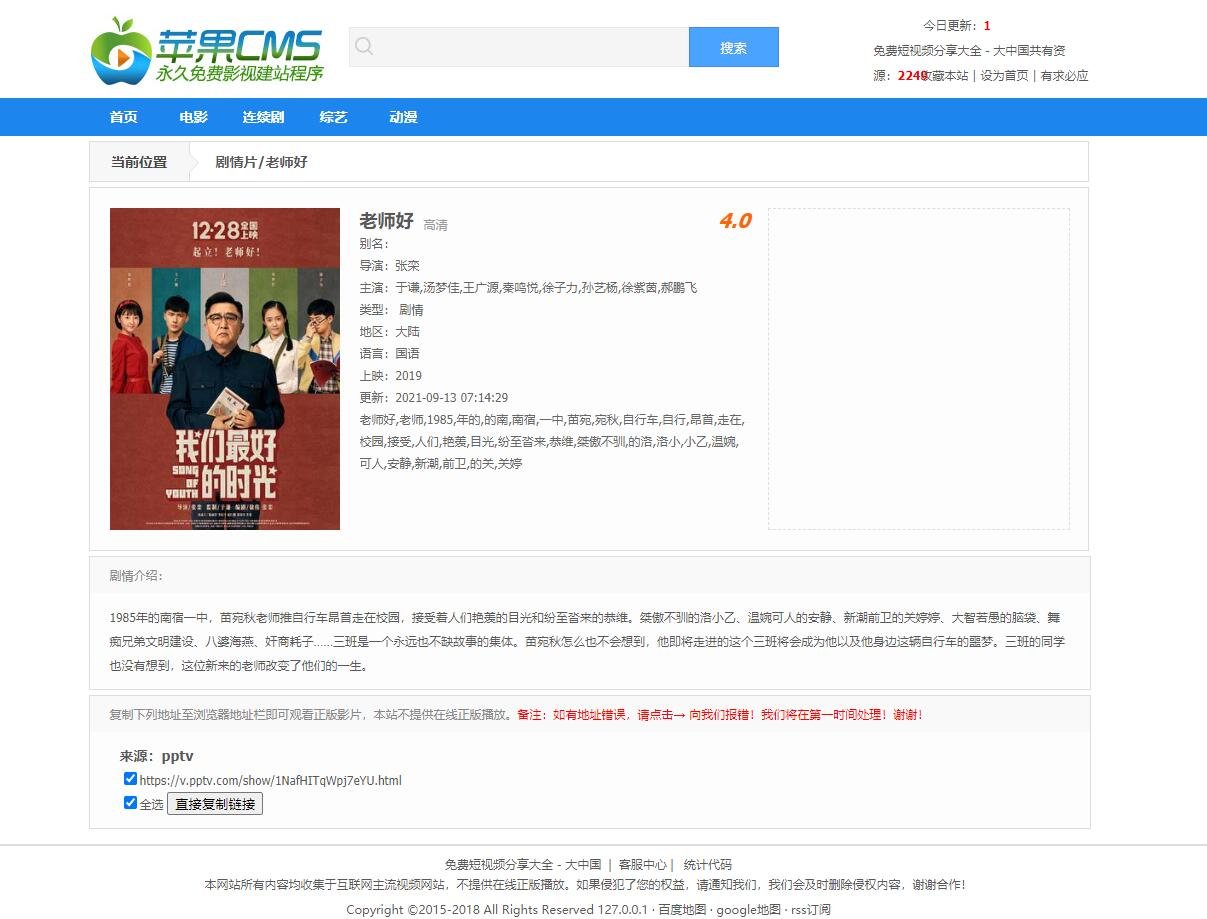 苹果CMS
永久免费影视建站程序
搜索
今日更新：1
免费短视频分享大全 - 大中国共有资
源：2240收藏本站 | 设为首页 | 有求必应
首页 电影 连续剧 综艺 动漫
当前位置 剧情片/老师好
12·28全国上映
起立！老师好！
我们最好
的时光
SONG OF YOUTH
老师好 高清 4.0
别名：
导演：张栾
主演：于谦,汤梦佳,王广源,秦鸣悦,徐子力,孙艺杨,徐紫茵,郝鹏飞
类型： 剧情
地区：大陆
语言：国语
上映：2019
更新：2021-09-13 07:14:29
老师好,老师,1985,年的,的南,南宿,一中,苗宛,宛秋,自行车,自行,昂首,走在,
校园,接受,人们,艳羡,目光,纷至沓来,恭维,桀傲不驯,的洛,洛小,小乙,温婉,
可人,安静,新潮,前卫,的关,关婷
剧情介绍：
1985年的南宿一中，苗宛秋老师推自行车昂首走在校园，接受着人们艳羡的目光和纷至沓来的恭维。桀傲不驯的洛小乙、温婉可人的安静、新潮前卫的关婷婷、大智若愚的脑袋、舞
痴兄弟文明建设、八婆海燕、奸商耗子……三班是一个永远也不缺故事的集体。苗宛秋怎么也不会想到，他即将走进的这个三班将会成为他以及他身边这辆自行车的噩梦。三班的同学
也没有想到，这位新来的老师改变了他们的一生。
复制下列地址至浏览器地址栏即可观看正版影片，本站不提供在线正版播放。备注：如有地址错误，请点击→ 向我们报错！我们将在第一时间处理！谢谢！
来源：pptv
https://v.pptv.com/show/1NafHITqWpj7eYU.html
全选 直接复制链接
免费短视频分享大全 - 大中国 | 客服中心 | 统计代码
本网站所有内容均收集于互联网主流视频网站，不提供在线正版播放。如果侵犯了您的权益，请通知我们，我们会及时删除侵权内容，谢谢合作！
Copyright ©2015-2018 All Rights Reserved 127.0.0.1 · 百度地图 · google地图 · rss订阅